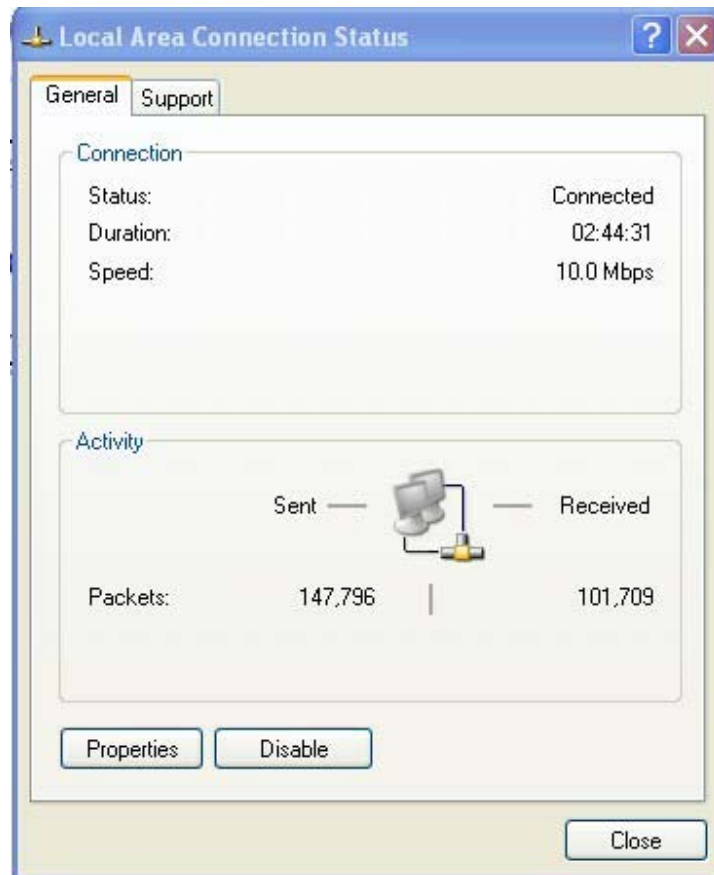 Local Area Connection Status
General Support
Connection
Status: Connected
Duration: 02:44:31
Speed: 10.0 Mbps
Activity
Sent Received
Packets: 147,796 101,709
Properties Disable
Close